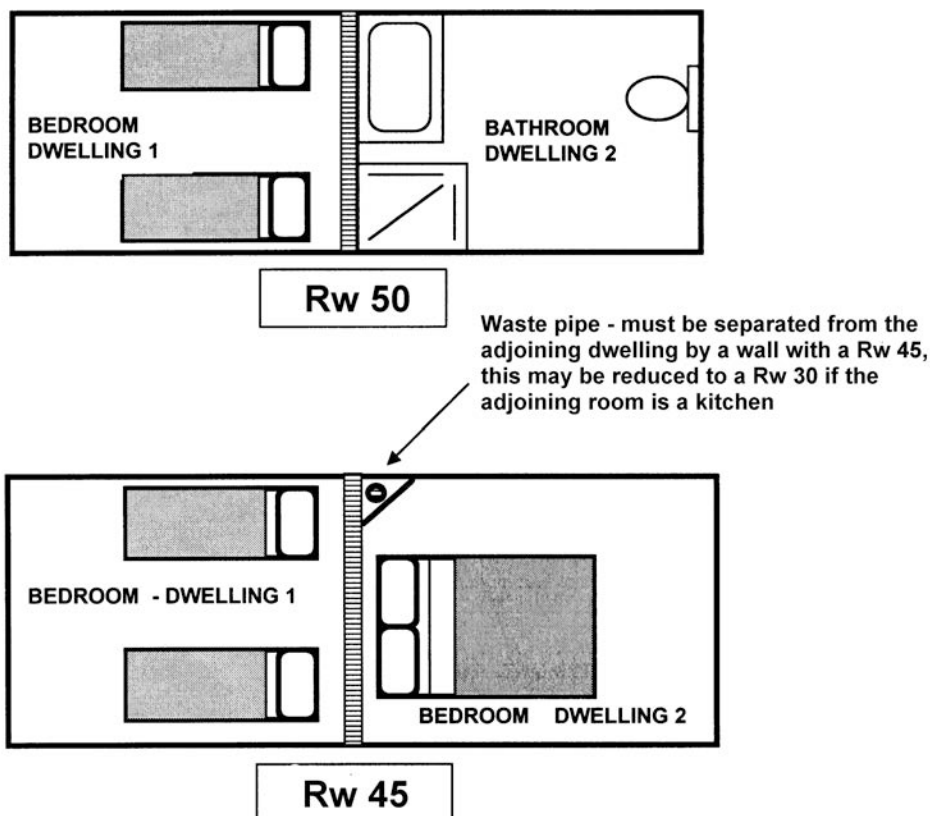 BEDROOM
DWELLING 1
BATHROOM
DWELLING 2
Rw 50
Waste pipe - must be separated from the
adjoining dwelling by a wall with a Rw 45,
this may be reduced to a Rw 30 if the
adjoining room is a kitchen
BEDROOM - DWELLING 1
BEDROOM DWELLING 2
Rw 45